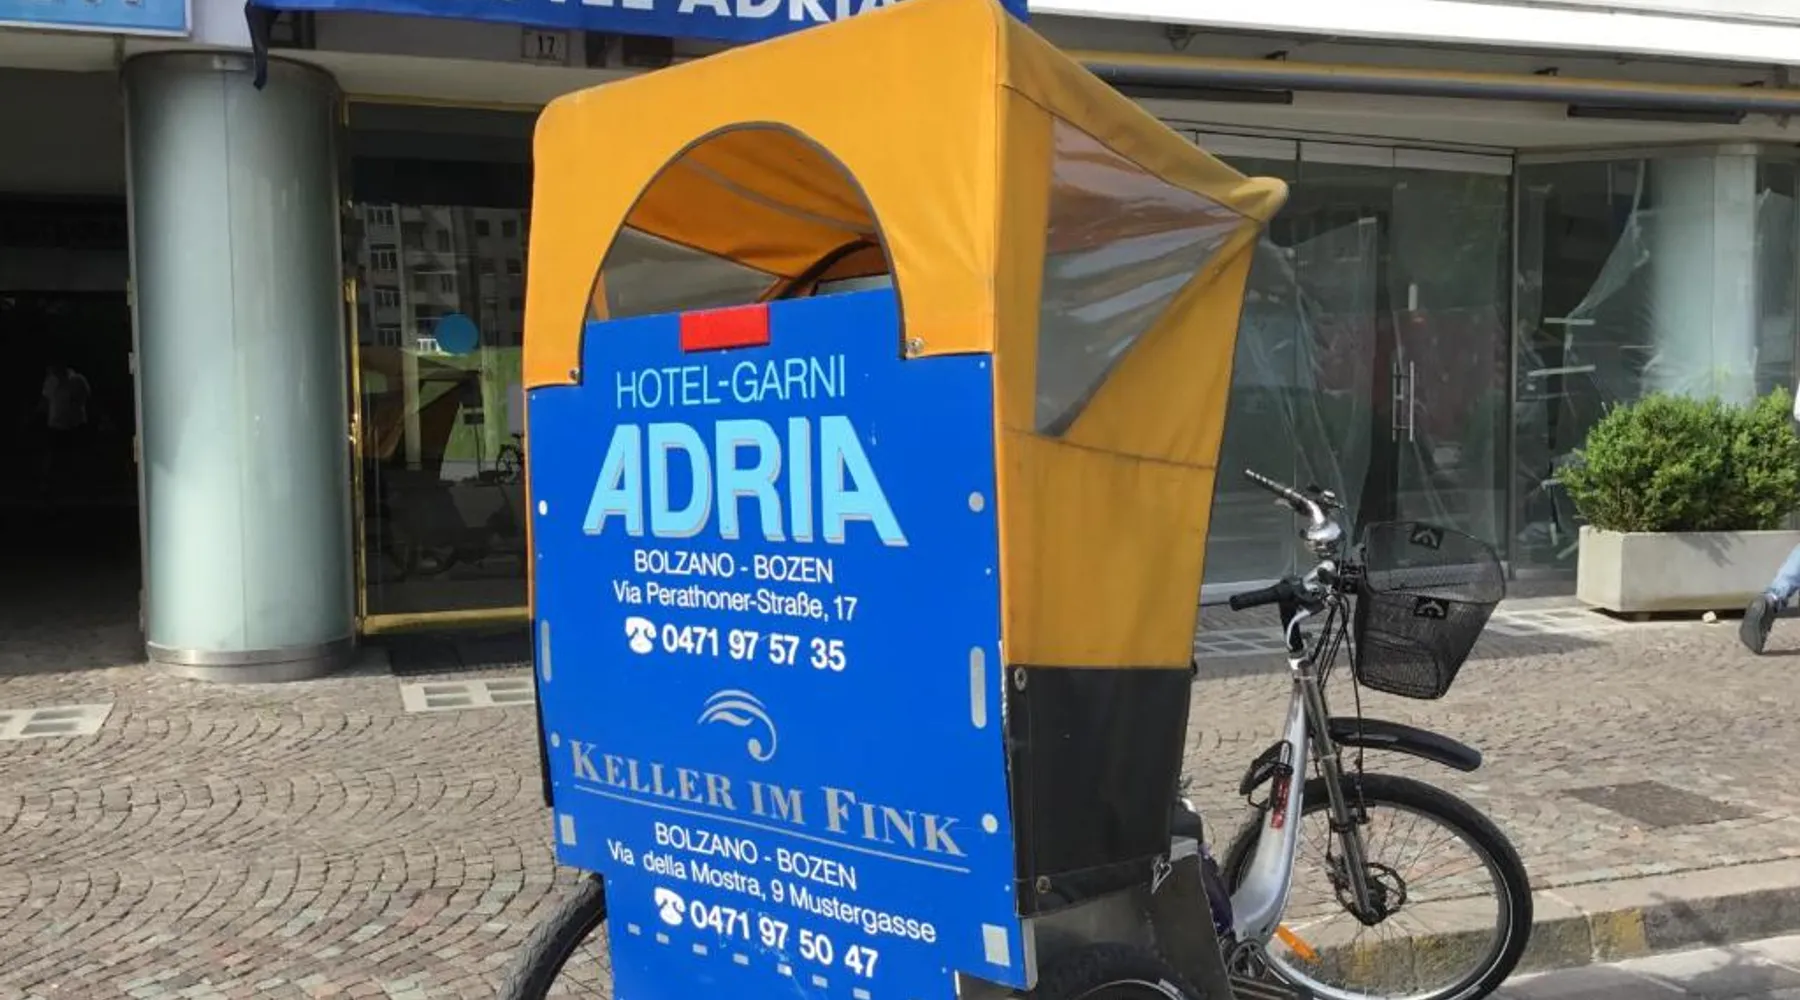 ADRIA
17
HOTEL-GARNI
ADRIA
BOLZANO - BOZEN
Via Perathoner-Straße, 17
0471 97 57 35
KELLER IM FINK
BOLZANO - BOZEN
Via della Mostra, 9 Mustergasse
0471 97 50 47